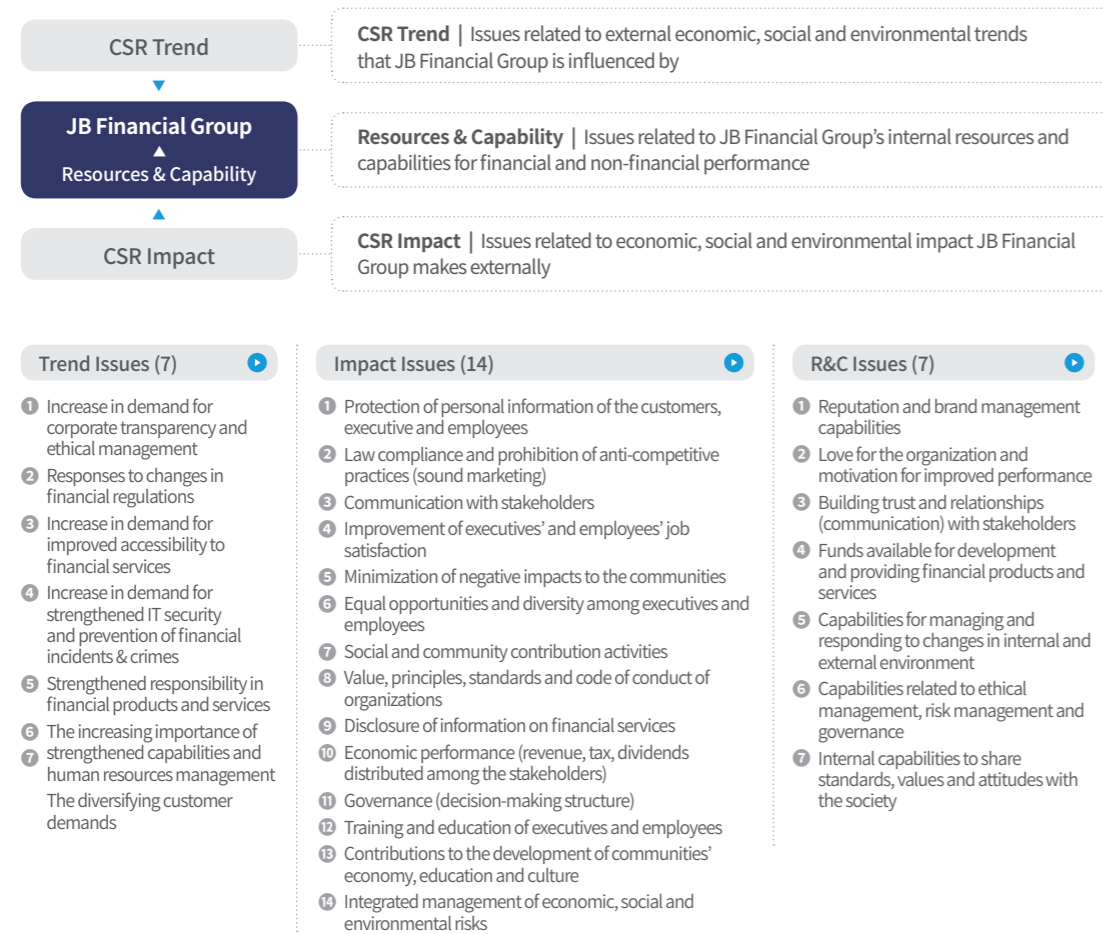 CSR Trend
CSR Trend | Issues related to external economic, social and environmental trends
that JB Financial Group is influenced by
▼
JB Financial Group
▲
Resources & Capability
Resources & Capability | Issues related to JB Financial Group's internal resources and
capabilities for financial and non-financial performance
▲
CSR Impact
CSR Impact | Issues related to economic, social and environmental impact JB Financial
Group makes externally
Trend Issues (7)
1 Increase in demand for
corporate transparency and
ethical management
2 Responses to changes in
financial regulations
3 Increase in demand for
improved accessibility to
financial services
4 Increase in demand for
strengthened IT security
and prevention of financial
incidents & crimes
5 Strengthened responsibility in
financial products and services
6 The increasing importance of
7 strengthened capabilities and
human resources management
The diversifying customer
demands
Impact Issues (14)
1 Protection of personal information of the customers,
executive and employees
2 Law compliance and prohibition of anti-competitive
practices (sound marketing)
3 Communication with stakeholders
4 Improvement of executives' and employees' job
satisfaction
5 Minimization of negative impacts to the communities
6 Equal opportunities and diversity among executives and
employees
7 Social and community contribution activities
8 Value, principles, standards and code of conduct of
organizations
9 Disclosure of information on financial services
10 Economic performance (revenue, tax, dividends
distributed among the stakeholders)
11 Governance (decision-making structure)
12 Training and education of executives and employees
13 Contributions to the development of communities'
economy, education and culture
14 Integrated management of economic, social and
environmental risks
R&C Issues (7)
1 Reputation and brand management
capabilities
2 Love for the organization and
motivation for improved performance
3 Building trust and relationships
(communication) with stakeholders
4 Funds available for development
and providing financial products and
services
5 Capabilities for managing and
responding to changes in internal and
external environment
6 Capabilities related to ethical
management, risk management and
governance
7 Internal capabilities to share
standards, values and attitudes with
the society